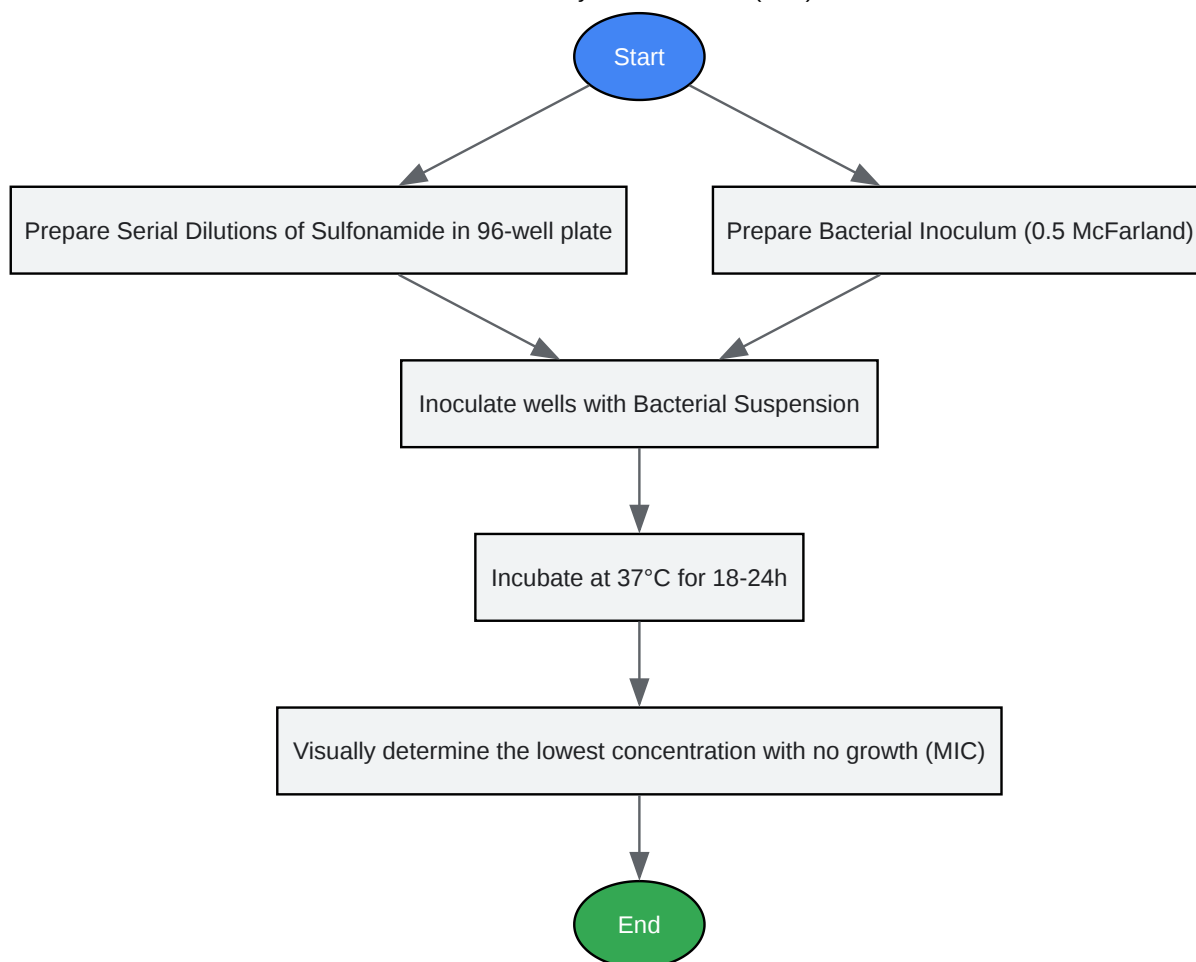 Start
Prepare Serial Dilutions of Sulfonamide in 96-well plate
Prepare Bacterial Inoculum (0.5 McFarland)
Inoculate wells with Bacterial Suspension
Incubate at 37°C for 18-24h
Visually determine the lowest concentration with no growth (MIC)
End